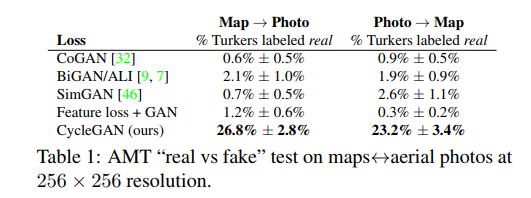 Map → Photo Photo → Map
Loss % Turkers labeled real % Turkers labeled real
CoGAN [32] 0.6% ± 0.5% 0.9% ± 0.5%
BiGAN/ALI [9, 7] 2.1% ± 1.0% 1.9% ± 0.9%
SimGAN [46] 0.7% ± 0.5% 2.6% ± 1.1%
Feature loss + GAN 1.2% ± 0.6% 0.3% ± 0.2%
CycleGAN (ours) 26.8% ± 2.8% 23.2% ± 3.4%
Table 1: AMT “real vs fake” test on maps↔aerial photos at
256 × 256 resolution.